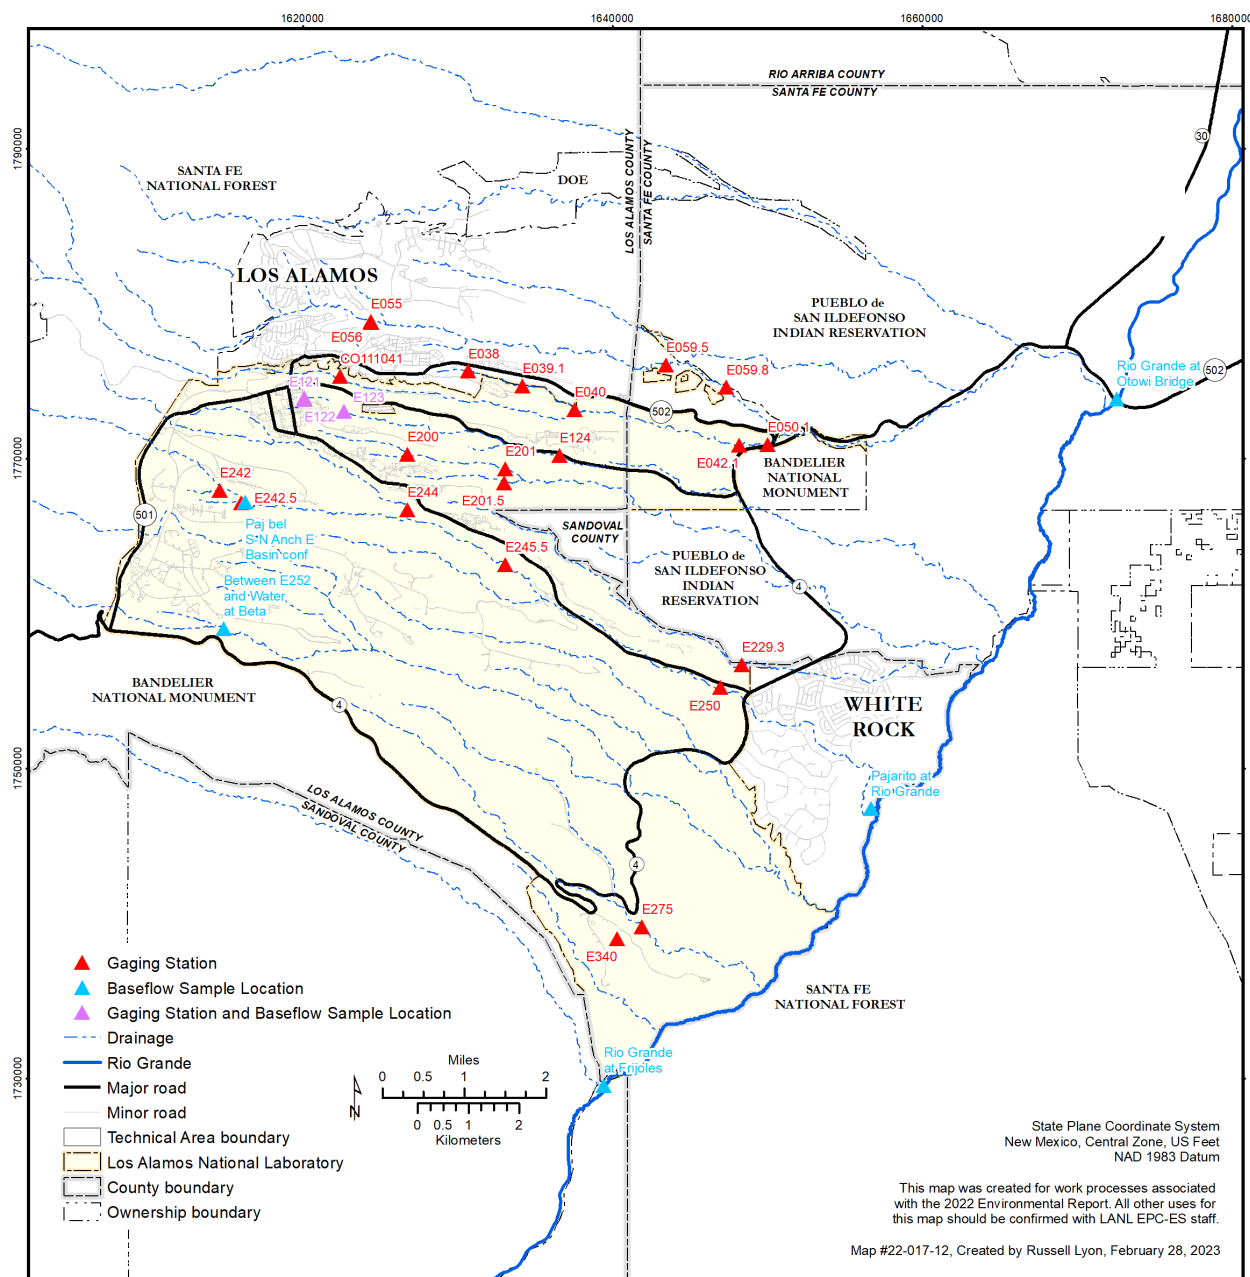 1620000
1640000
1660000
1680000
1790000
1770000
1750000
1730000
RIO ARRIBA COUNTY
SANTA FE COUNTY
LOS ALAMOS COUNTY
SANTA FE COUNTY
30
SANTA FE
NATIONAL FOREST
DOE
LOS ALAMOS
PUEBLO de
SAN ILDEFONSO
INDIAN RESERVATION
E055
E056
CO111041
E038
E039.1
E040
E059.5
E059.8
Rio Grande at
Otowi Bridge
502
502
E121
E123
E122
E050.1
E042.1
BANDELIER
NATIONAL
MONUMENT
E200
E201
E124
E201.5
E242
E242.5
E244
501
Paj bel
S-N Anch E
Basin conf
SANDOVAL
COUNTY
E245.5
PUEBLO de
SAN ILDEFONSO
INDIAN
RESERVATION
4
Between E252
and Water
at Beta
E229.3
E250
BANDELIER
NATIONAL MONUMENT
4
WHITE
ROCK
Pajarito at
Rio Grande
LOS ALAMOS COUNTY
SANDOVAL COUNTY
4
E275
E340
SANTA FE
NATIONAL FOREST
Rio Grande
at Frijoles
Gaging Station
Baseflow Sample Location
Gaging Station and Baseflow Sample Location
Drainage
Rio Grande
Major road
Minor road
Technical Area boundary
Los Alamos National Laboratory
County boundary
Ownership boundary
N
Miles
0 0.5 1 2
0 0.5 1 2
Kilometers
State Plane Coordinate System
New Mexico, Central Zone, US Feet
NAD 1983 Datum
This map was created for work processes associated
with the 2022 Environmental Report. All other uses for
this map should be confirmed with LANL EPC-ES staff.
Map #22-017-12, Created by Russell Lyon, February 28, 2023